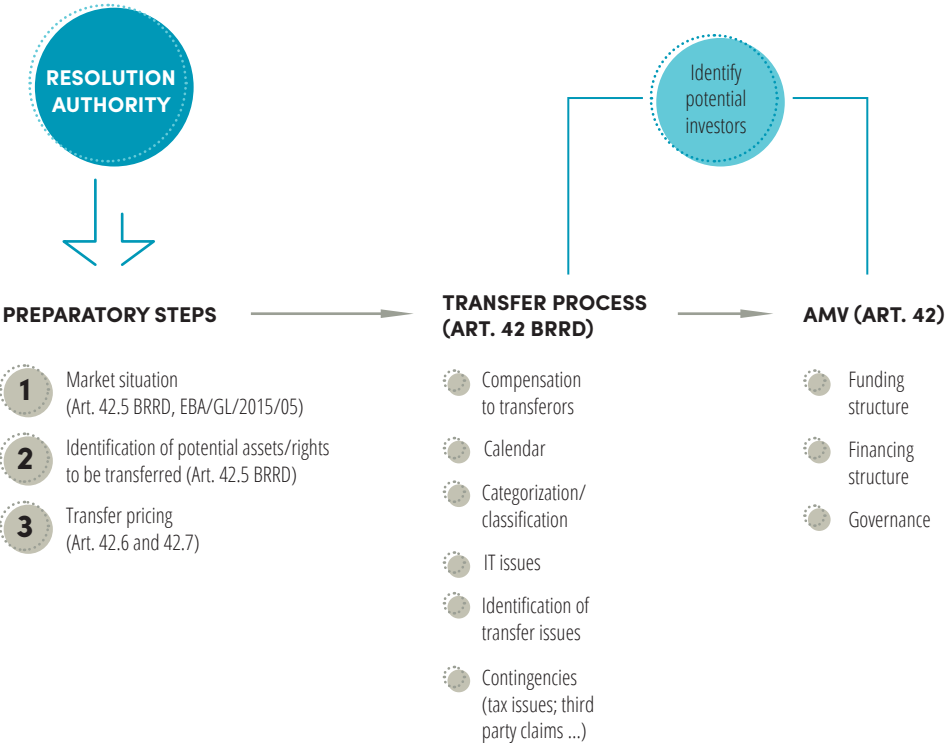 RESOLUTION
AUTHORITY
Identify
potential
investors
PREPARATORY STEPS
1
Market situation
(Art. 42.5 BRRD, EBA/GL/2015/05)
2
Identification of potential assets/rights
to be transferred (Art. 42.5 BRRD)
3
Transfer pricing
(Art. 42.6 and 42.7)
TRANSFER PROCESS
(ART. 42 BRRD)
Compensation
to transferors
Calendar
Categorization/
classification
IT issues
Identification of
transfer issues
Contingencies
(tax issues; third
party claims ...)
AMV (ART. 42)
Funding
structure
Financing
structure
Governance